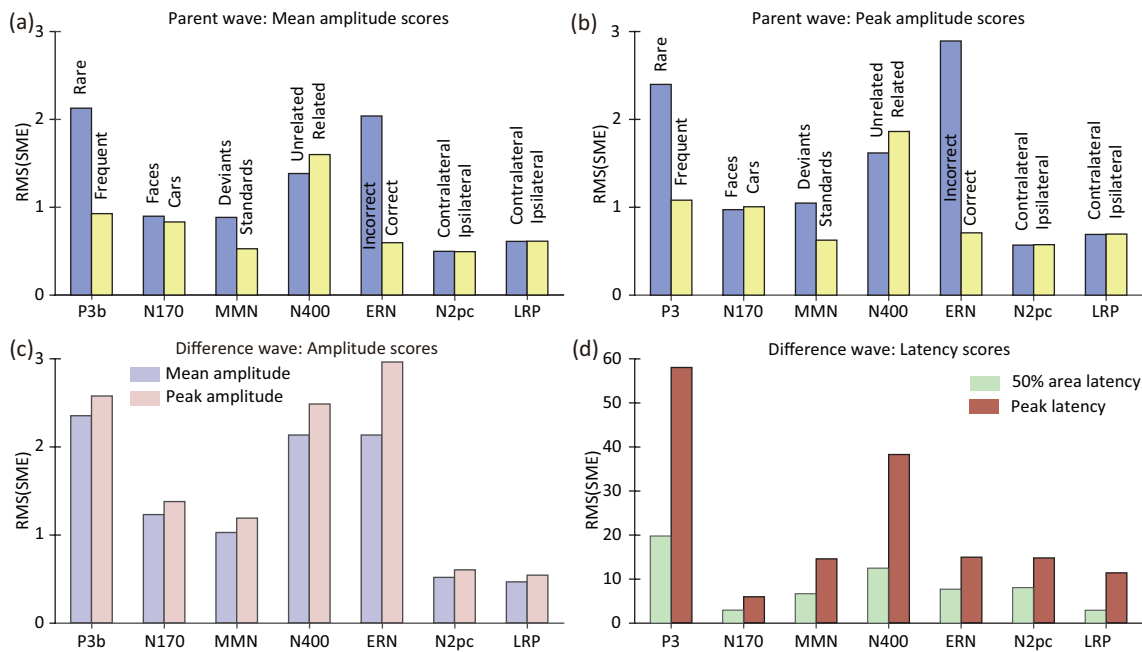 (a)
Parent wave: Mean amplitude scores
RMS(SME)
3
2
1
0
Rare
Frequent
Faces
Cars
Deviants
Standards
Unrelated
Related
Incorrect
Correct
Contralateral
Ipsilateral
Contralateral
Ipsilateral
P3b N170 MMN N400 ERN N2pc LRP
(b)
Parent wave: Peak amplitude scores
RMS(SME)
3
2
1
0
Rare
Frequent
Faces
Cars
Deviants
Standards
Unrelated
Related
Incorrect
Correct
Contralateral
Ipsilateral
Contralateral
Ipsilateral
P3 N170 MMN N400 ERN N2pc LRP
(c)
Difference wave: Amplitude scores
Mean amplitude
Peak amplitude
RMS(SME)
3
2
1
0
P3b N170 MMN N400 ERN N2pc LRP
(d)
Difference wave: Latency scores
50% area latency
Peak latency
RMS(SME)
60
50
40
30
20
10
0
P3 N170 MMN N400 ERN N2pc LRP